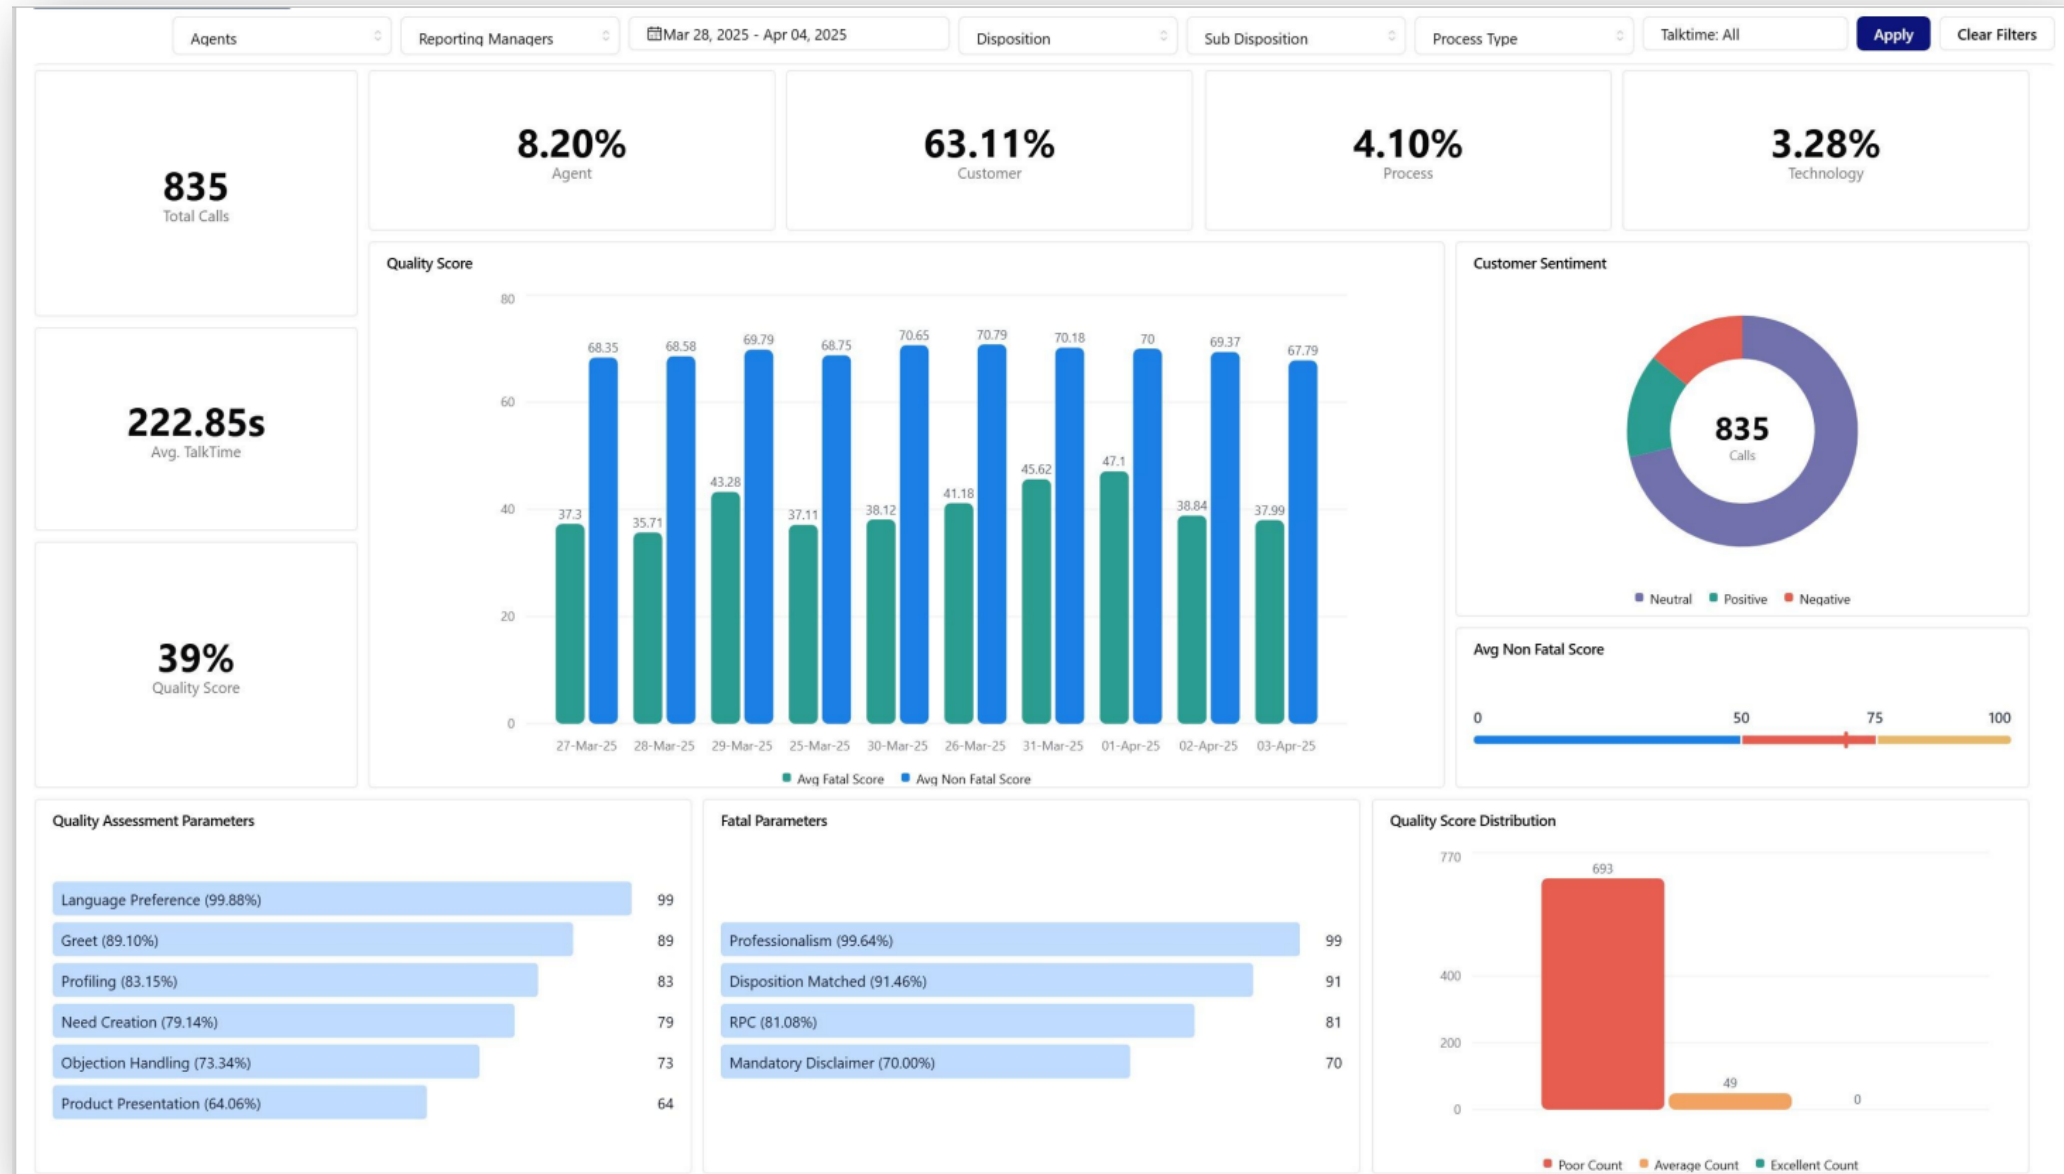 Agents
Reporting Managers
Mar 28, 2025 - Apr 04, 2025
Disposition
Sub Disposition
Process Type
Talktime: All
Apply
Clear Filters
835
Total Calls
8.20%
Agent
63.11%
Customer
4.10%
Process
3.28%
Technology
222.85s
Avg. TalkTime
39%
Quality Score
Quality Score
80
60
40
20
0
37.3 68.35
35.71 68.58
43.28 69.79
37.11 68.75
38.12 70.65
41.18 70.79
45.62 70.18
47.1 70
38.84 69.37
37.99 67.79
27-Mar-25 28-Mar-25 29-Mar-25 25-Mar-25 30-Mar-25 26-Mar-25 31-Mar-25 01-Apr-25 02-Apr-25 03-Apr-25
Avg Fatal Score Avg Non Fatal Score
Customer Sentiment
835
Calls
Neutral Positive Negative
Avg Non Fatal Score
0 50 75 100
Quality Assessment Parameters
Language Preference (99.88%) 99
Greet (89.10%) 89
Profiling (83.15%) 83
Need Creation (79.14%) 79
Objection Handling (73.34%) 73
Product Presentation (64.06%) 64
Fatal Parameters
Professionalism (99.64%) 99
Disposition Matched (91.46%) 91
RPC (81.08%) 81
Mandatory Disclaimer (70.00%) 70
Quality Score Distribution
770
400
200
0
693
49
0
Poor Count Average Count Excellent Count